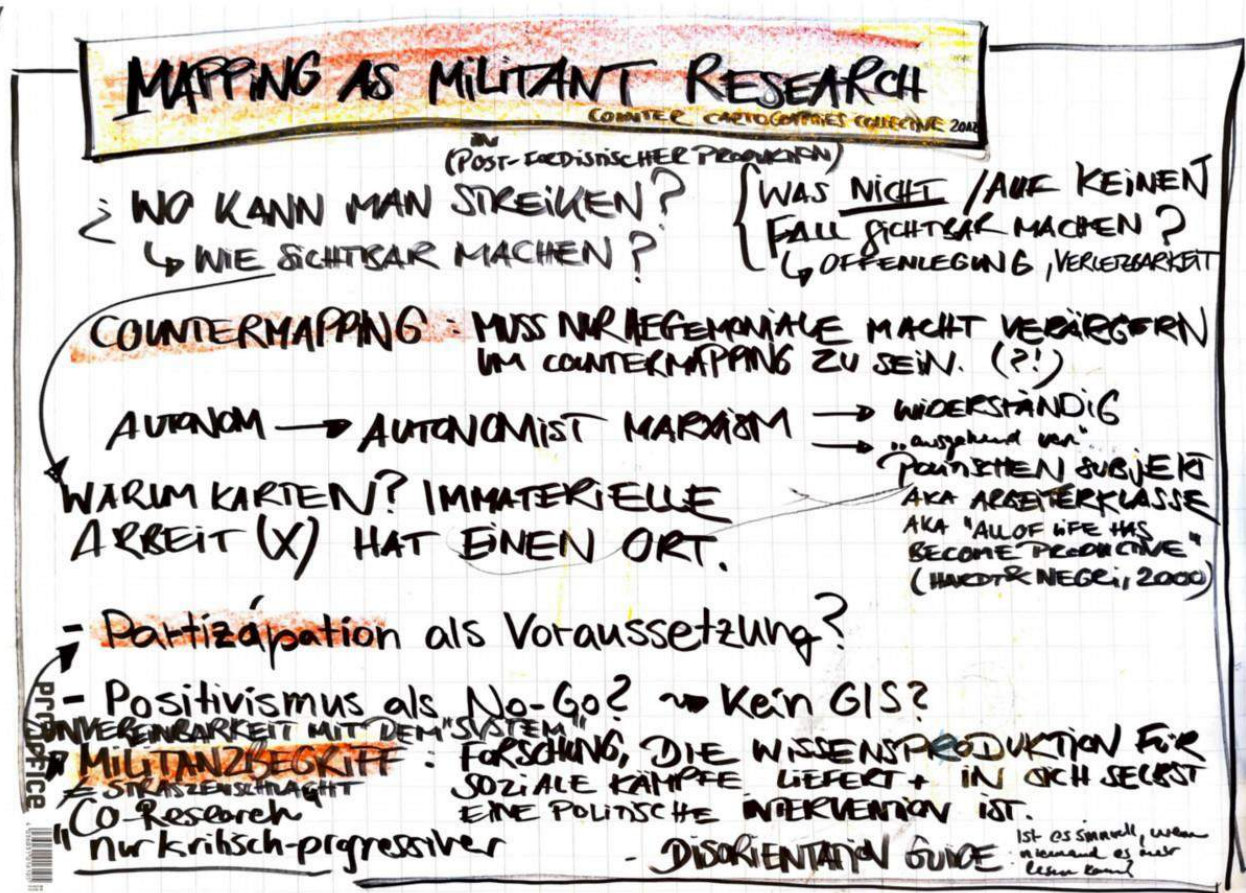 MAPPING AS MILITANT RESEARCH
COUNTER CARTOGRAPHIES COLLECTIVE 2012
in
(POST-FORDISTISCHER PRODUKTION)
¿ WO KANN MAN STREIKEN?
↳ WIE SICHTBAR MACHEN?
WAS NICHT / AUF KEINEN
FALL SICHTBAR MACHEN?
↳ OFFENLEGUNG, VERLETZBARKEIT
COUNTERMAPPING: MUSS NUR HEGEMONIALE MACHT VERÄRGERN
UM COUNTERMAPPING ZU SEIN. (?!)
AUTONOM → AUTONOMIST MARXISM → WIDERSTÄNDIG
→ "ausgehend von"
POLITISCHEN SUBJEKT
AKA ARBEITERKLASSE
AKA "ALL OF LIFE HAS
BECOME PRODUCTIVE"
(HARDT & NEGRI, 2000)
WARUM KARTEN? IMMATERIELLE
ARBEIT (X) HAT EINEN ORT.
- Partizipation als Voraussetzung?
- Positivismus als No-Go? ⇝ Kein GIS?
UNVEREINBARKEIT MIT DEM "SYSTEM"
MILITANZBEGRIFF: FORSCHUNG, DIE WISSENSPRODUKTION FÜR
SOZIALE KÄMPFE LIEFERT + IN SICH SELBST
EINE POLITISCHE INTERVENTION IST.
≠ STRASZENSCHLACHT
"Co-Research"
"nur kritisch-progressiver
- DISORIENTATION GUIDE
Ist es sinnvoll, wenn
niemand es mehr
lesen kann?
office